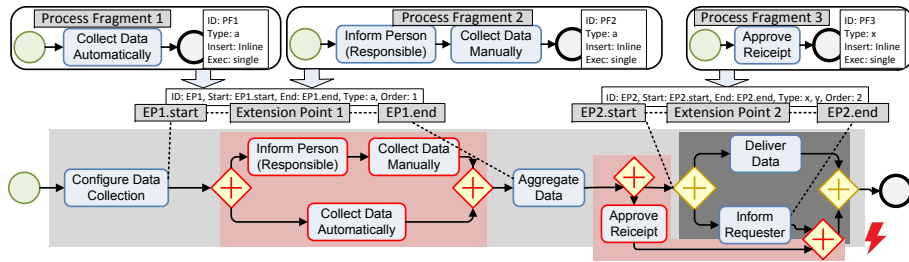 Process Fragment 1
Collect Data
Automatically
ID: PF1
Type: a
Insert: Inline
Exec: single
Process Fragment 2
Inform Person
(Responsible)
Collect Data
Manually
ID: PF2
Type: a
Insert: Inline
Exec: single
Process Fragment 3
Approve
Reiceipt
ID: PF3
Type: x
Insert: Inline
Exec: single
ID: EP1, Start: EP1.start, End: EP1.end, Type: a, Order: 1
EP1.start
Extension Point 1
EP1.end
ID: EP2, Start: EP2.start, End: EP2.end, Type: x, y, Order: 2
EP2.start
Extension Point 2
EP2.end
Configure Data
Collection
Inform Person
(Responsible)
Collect Data
Manually
Collect Data
Automatically
Aggregate
Data
Approve
Reiceipt
Deliver
Data
Inform
Requester